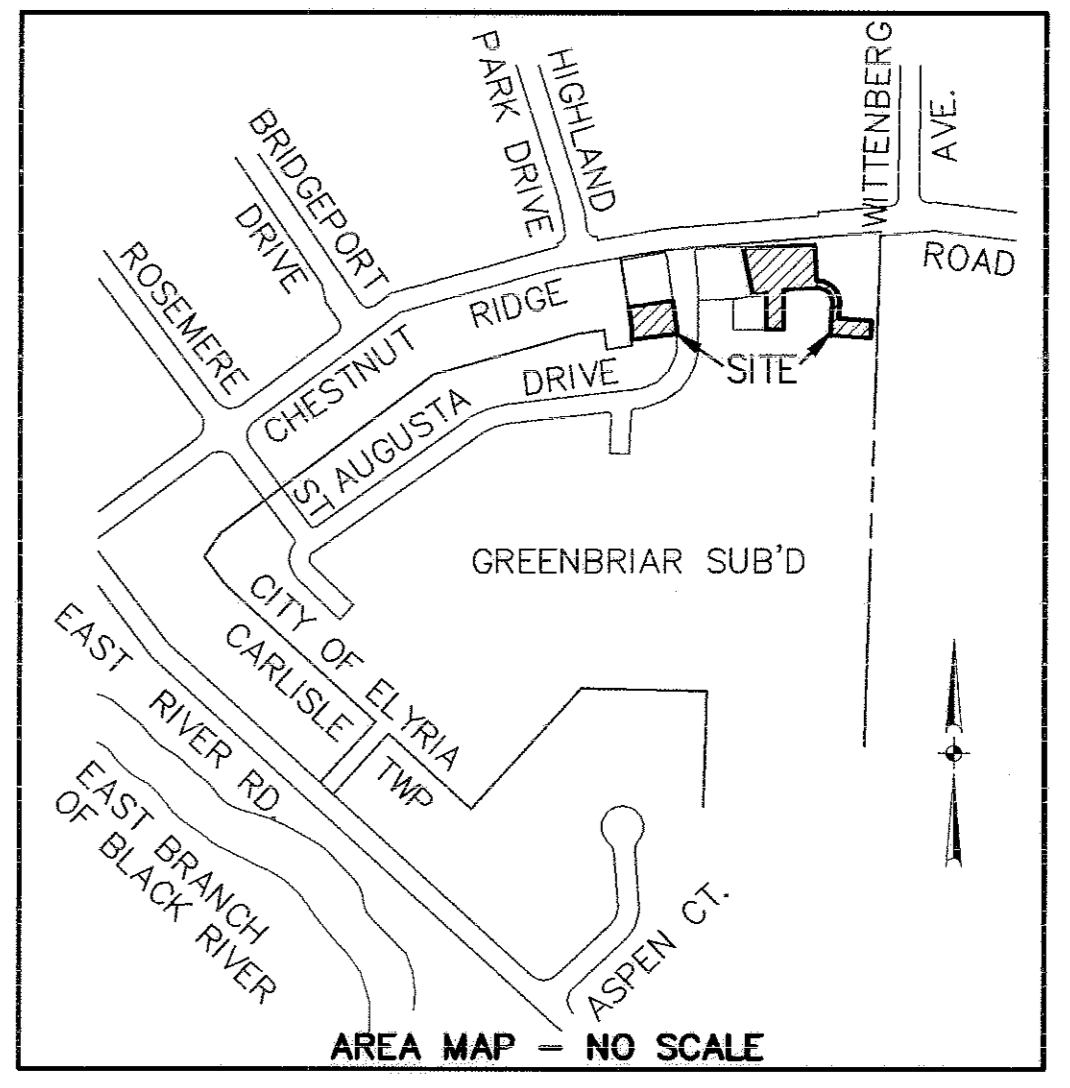 PARK DRIVE
HIGHLAND
WITTENBERG
AVE.
BRIDGEPORT
DRIVE
ROSEMERE
ROAD
CHESTNUT RIDGE
SITE
ST AUGUSTA DRIVE
GREENBRIAR SUB'D
CITY OF ELYRIA
CARLISLE TWP
EAST RIVER RD.
EAST BRANCH
OF BLACK RIVER
ASPEN CT.
AREA MAP – NO SCALE